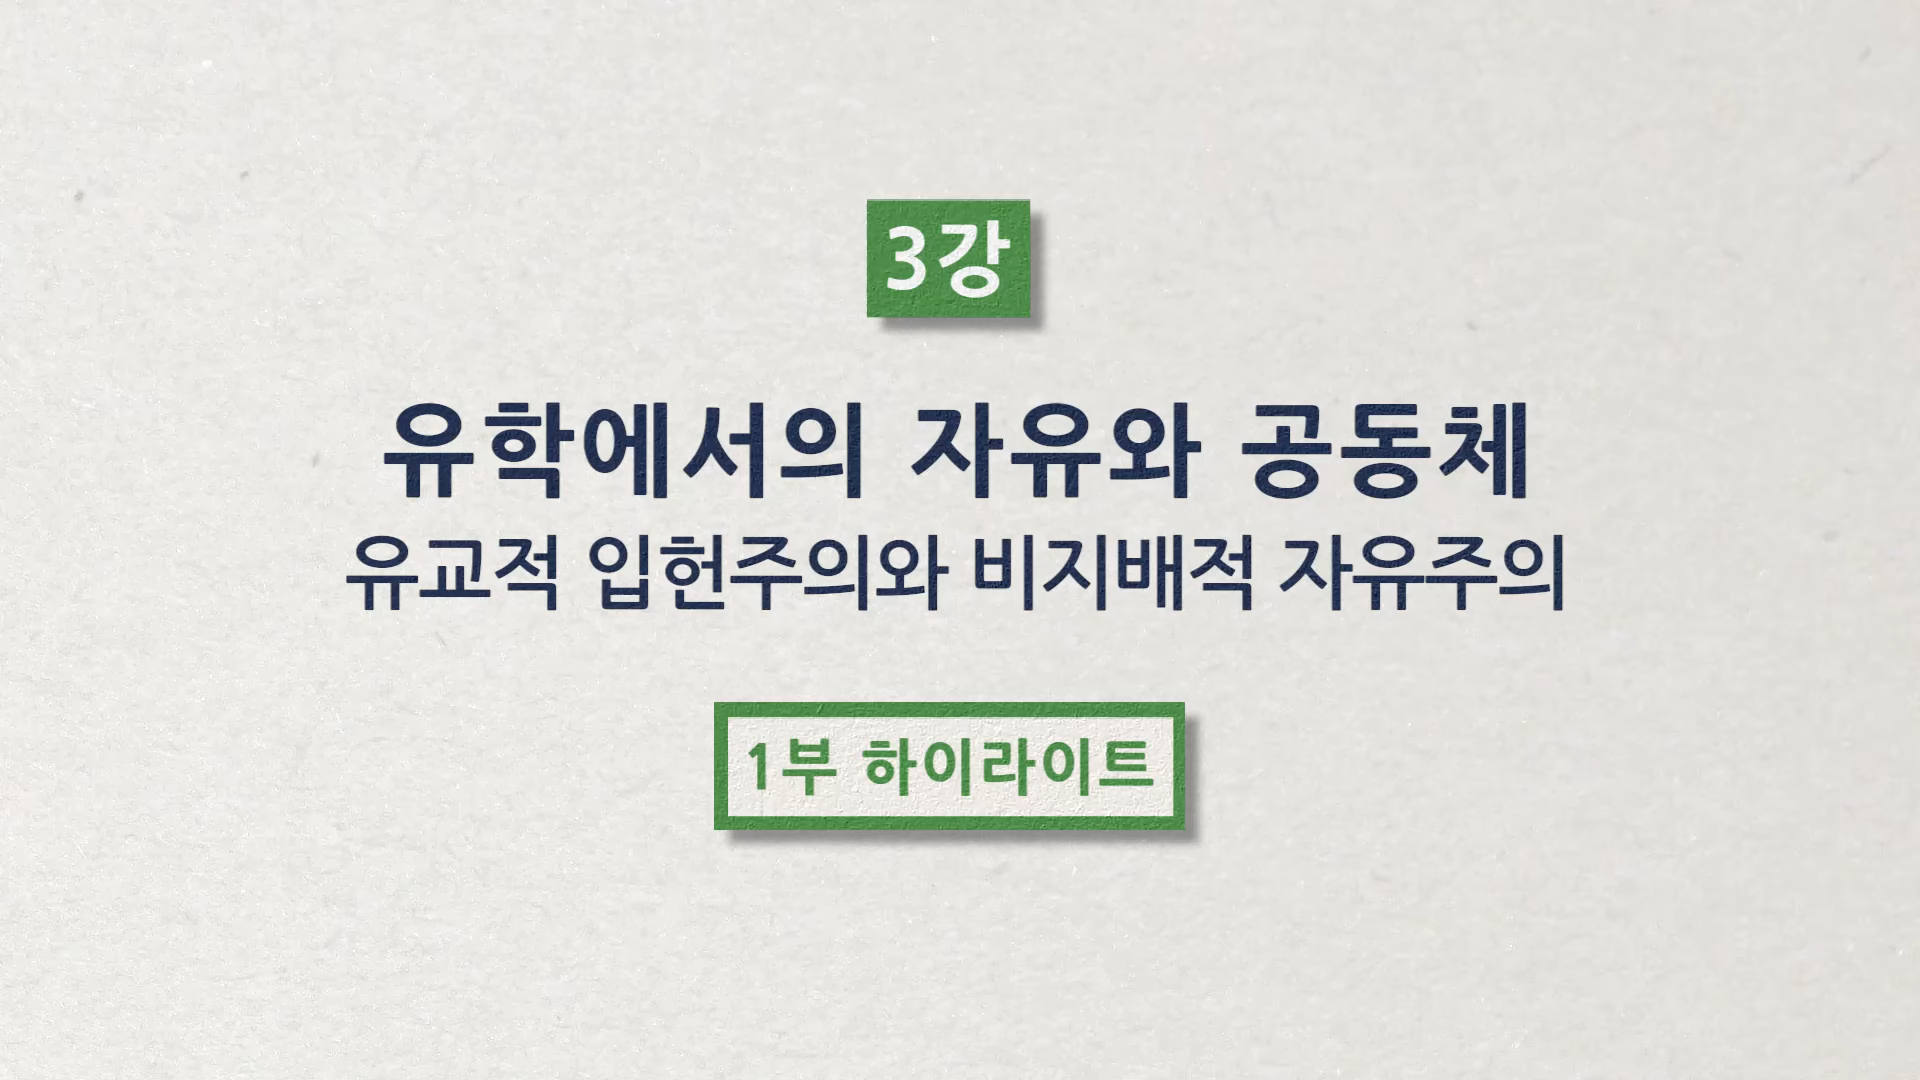 3강
유학에서의 자유와 공동체
유교적 입헌주의와 비지배적 자유주의
1부 하이라이트